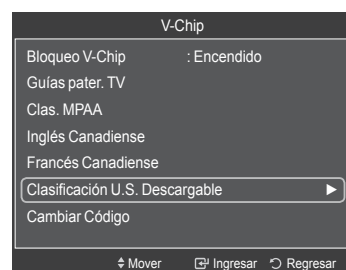 V-Chip
Bloqueo V-Chip : Encendido
Guías pater. TV
Clas. MPAA
Inglés Canadiense
Francés Canadiense
Clasificación U.S. Descargable
Cambiar Código
Mover Ingresar Regresar